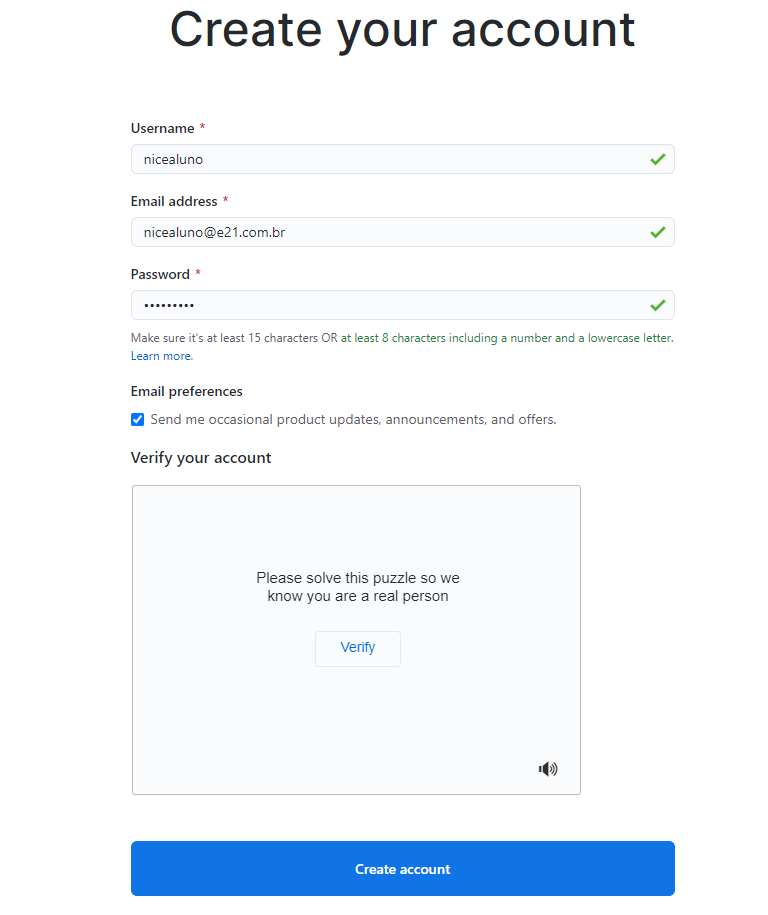 Create your account
Username *
nicealuno
Email address *
nicealuno@e21.com.br
Password *
•••••••••
Make sure it's at least 15 characters OR at least 8 characters including a number and a lowercase letter.
Learn more.
Email preferences
Send me occasional product updates, announcements, and offers.
Verify your account
Please solve this puzzle so we
know you are a real person
Verify
Create account